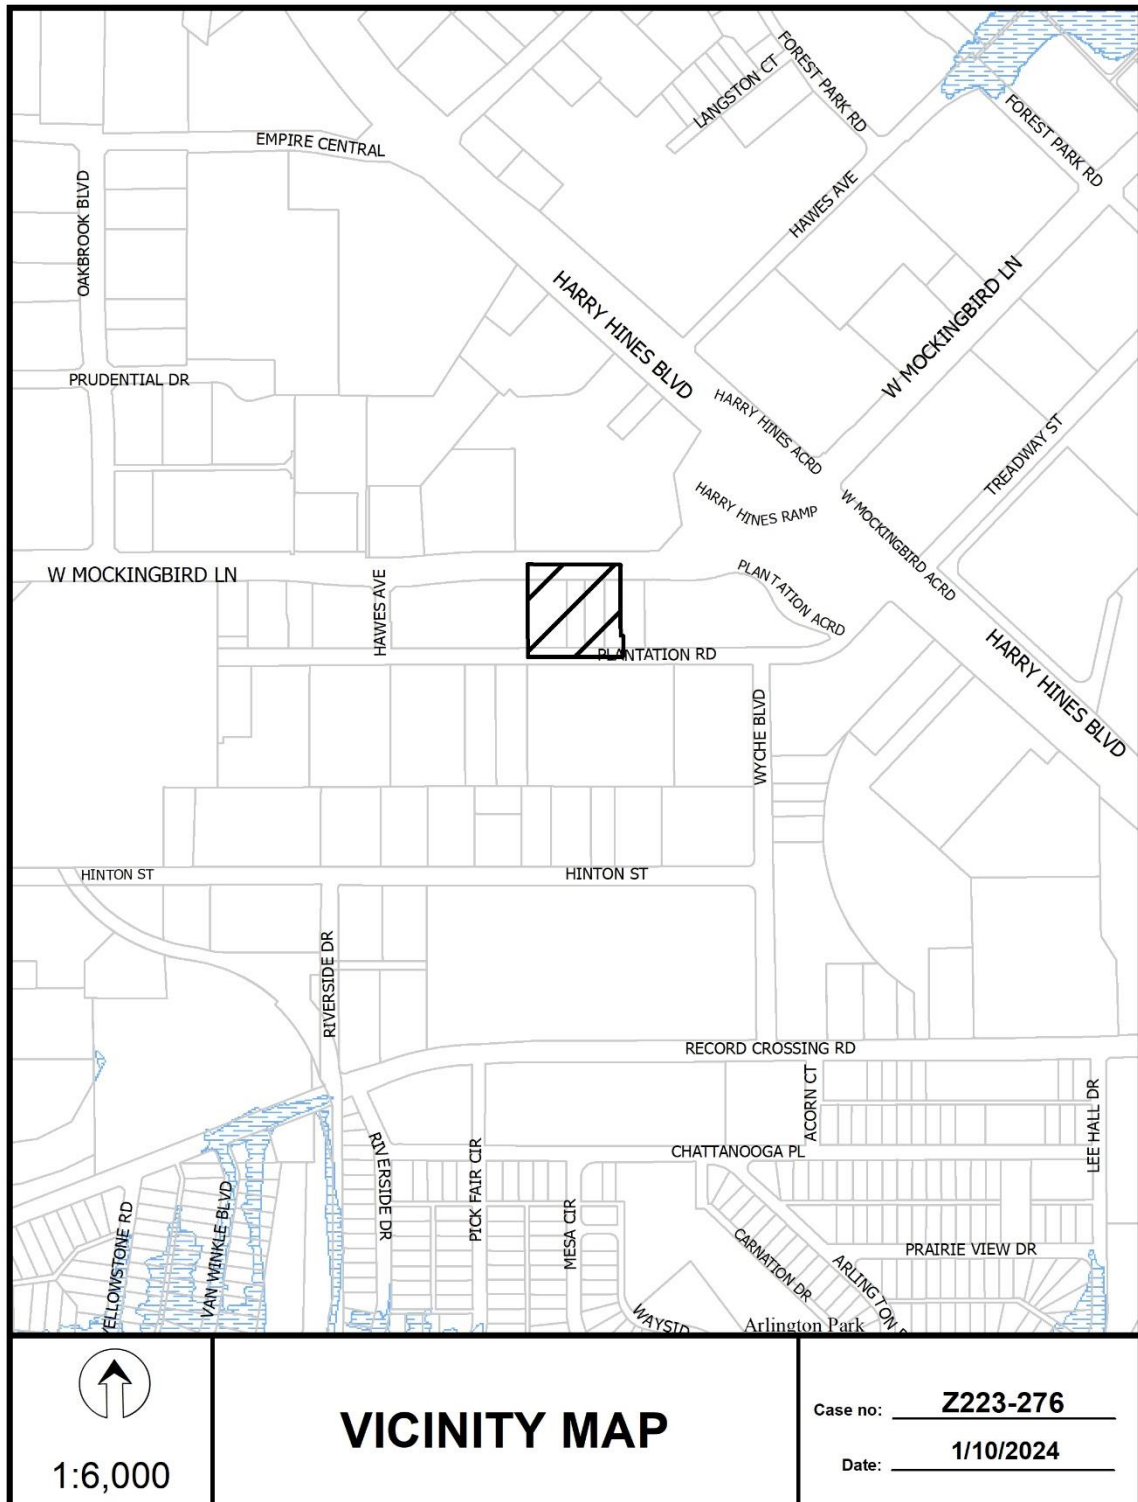 FOREST PARK RD
LANGSTON CT
FOREST PARK RD
EMPIRE CENTRAL
OAKBROOK BLVD
HAWES AVE
HARRY HINES BLVD
W MOCKINGBIRD LN
PRUDENTIAL DR
HARRY HINES ACRD
TREADWAY ST
HARRY HINES RAMP
W MOCKINGBIRD ACRD
W MOCKINGBIRD LN
HAWES AVE
PLANTATION ACRD
PLANTATION RD
HARRY HINES BLVD
WYCHE BLVD
HINTON ST
HINTON ST
RIVERSIDE DR
RECORD CROSSING RD
ACORN CT
LEE HALL DR
RIVERSIDE DR
CHATTANOOGA PL
PICK FAIR CIR
VAN WINKLE BLVD
YELLOWSTONE RD
MESA CIR
CARNATION DR
PRAIRIE VIEW DR
ARLINGTON
WAYSID
Arlington Park
1:6,000
VICINITY MAP
Case no: Z223-276
Date: 1/10/2024